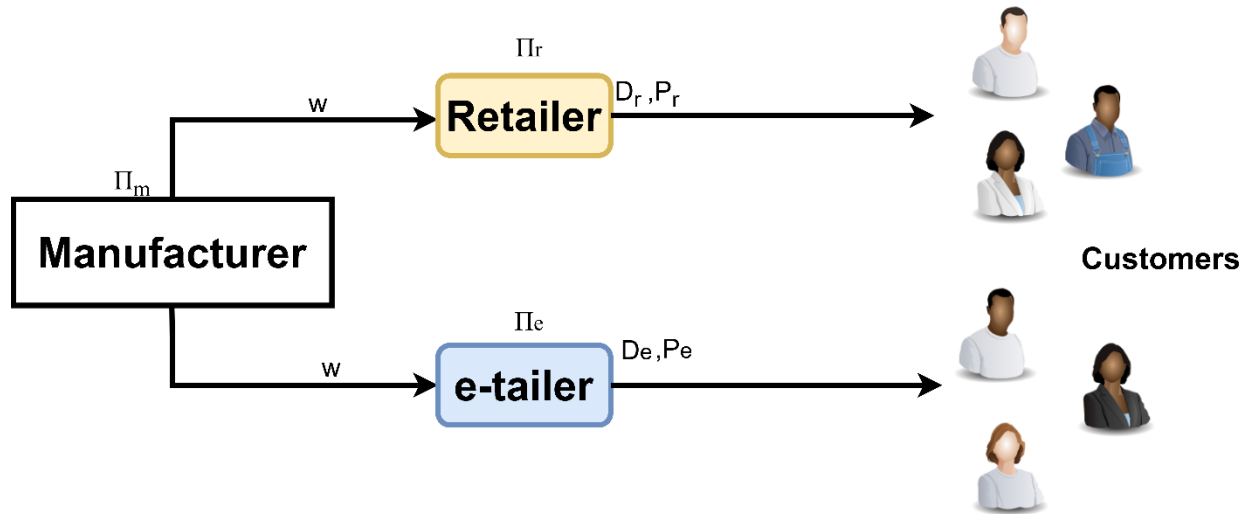 Πr
w
Retailer
Dr ,Pr
Πm
Manufacturer
Customers
Πe
w
e-tailer
De,Pe